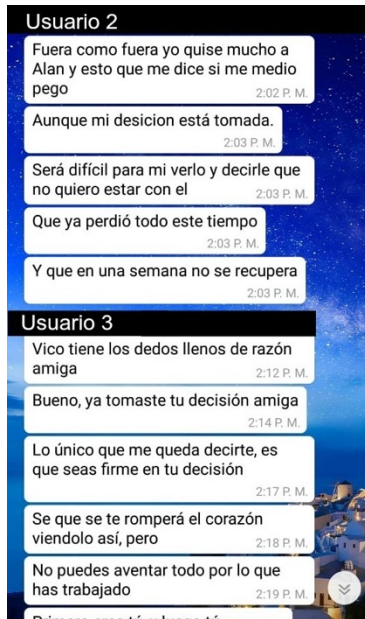 Usuario 2
Fuera como fuera yo quise mucho a
Alan y esto que me dice si me medio
pego
2:02 P. M.
Aunque mi desicion está tomada.
2:03 P. M.
Será difícil para mi verlo y decirle que
no quiero estar con el
2:03 P. M.
Que ya perdió todo este tiempo
2:03 P. M.
Y que en una semana no se recupera
2:03 P. M.
Usuario 3
Vico tiene los dedos llenos de razón
amiga
2:12 P. M.
Bueno, ya tomaste tu decisión amiga
2:14 P. M.
Lo único que me queda decirte, es
que seas firme en tu decisión
2:17 P. M.
Se que se te romperá el corazón
viendolo así, pero
2:18 P. M.
No puedes aventar todo por lo que
has trabajado
2:19 P. M.